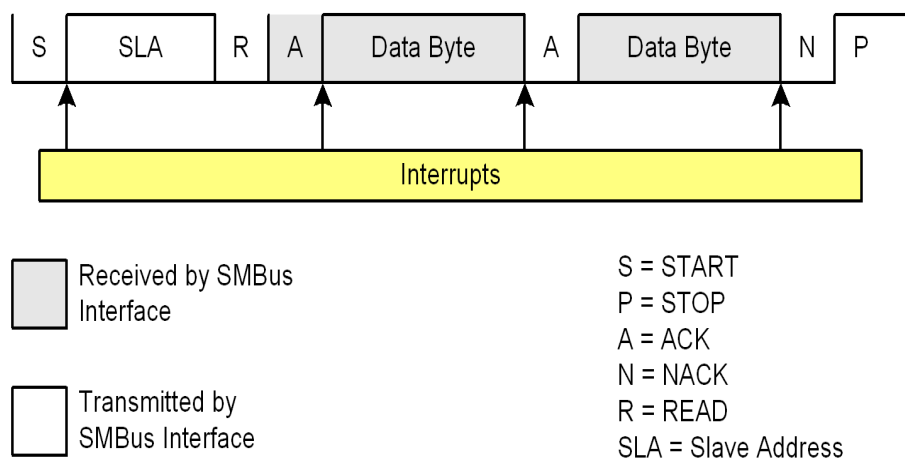 S SLA R A Data Byte A Data Byte N P
Interrupts
Received by SMBus
Interface
Transmitted by
SMBus Interface
S = START
P = STOP
A = ACK
N = NACK
R = READ
SLA = Slave Address